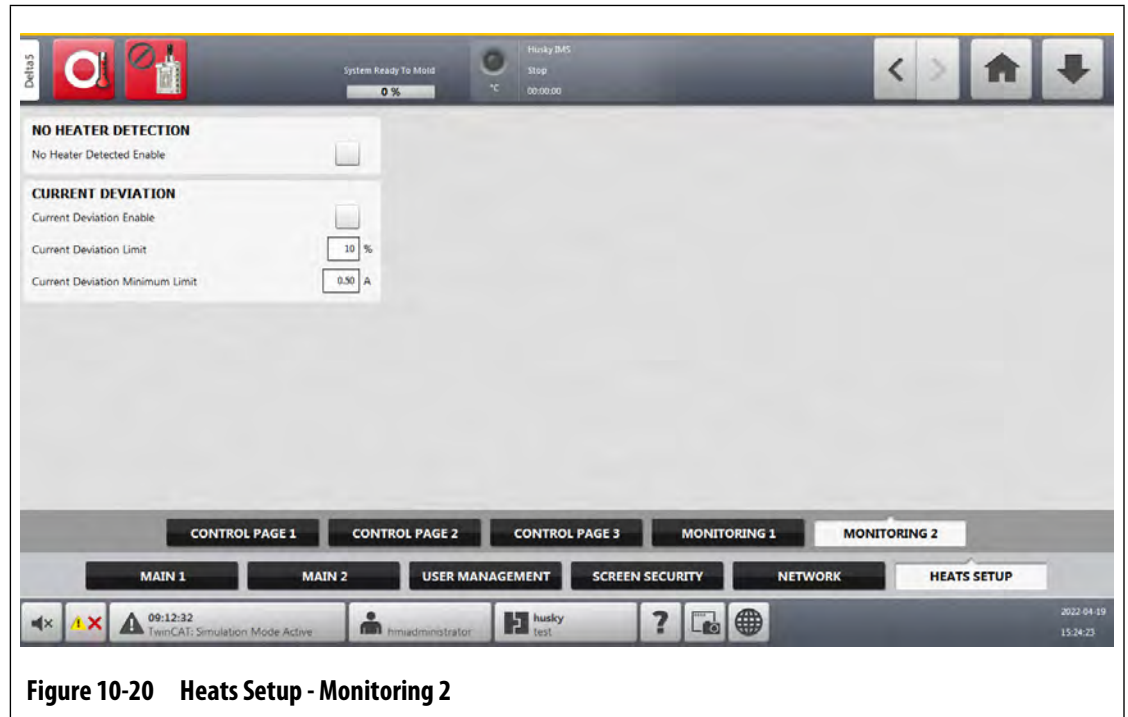 Delta5
System Ready To Mold
0 %
°C
Husky IMS
Stop
00:00:00
NO HEATER DETECTION
No Heater Detected Enable
CURRENT DEVIATION
Current Deviation Enable
Current Deviation Limit
10 %
Current Deviation Minimum Limit
0.50 A
CONTROL PAGE 1
CONTROL PAGE 2
CONTROL PAGE 3
MONITORING 1
MONITORING 2
MAIN 1
MAIN 2
USER MANAGEMENT
SCREEN SECURITY
NETWORK
HEATS SETUP
09:12:32
TwinCAT: Simulation Mode Active
hmiadministrator
husky
test
?
2022-04-19
15:24:23
Figure 10-20 Heats Setup - Monitoring 2